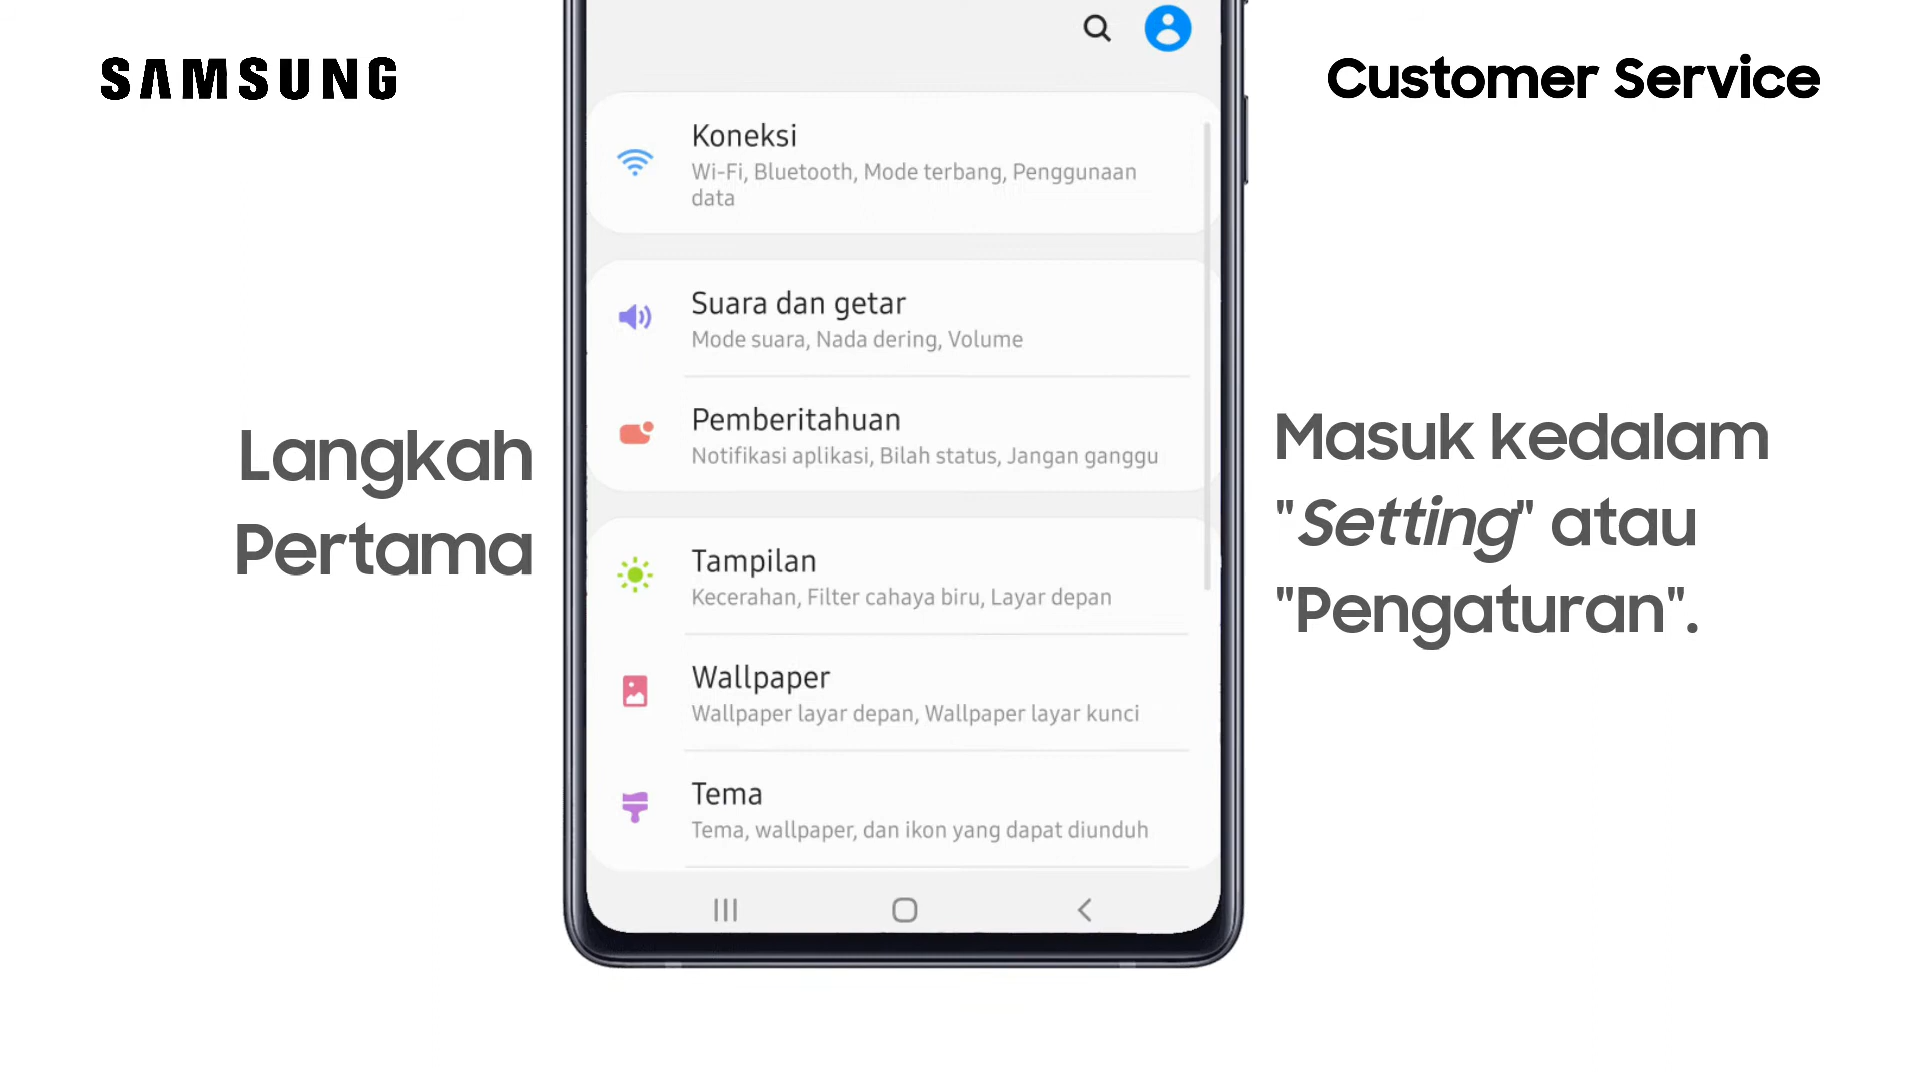 SAMSUNG
Customer Service
Langkah
Pertama
Koneksi
Wi-Fi, Bluetooth, Mode terbang, Penggunaan
data
Suara dan getar
Mode suara, Nada dering, Volume
Pemberitahuan
Notifikasi aplikasi, Bilah status, Jangan ganggu
Tampilan
Kecerahan, Filter cahaya biru, Layar depan
Wallpaper
Wallpaper layar depan, Wallpaper layar kunci
Tema
Tema, wallpaper, dan ikon yang dapat diunduh
Masuk kedalam
"Setting" atau
"Pengaturan".